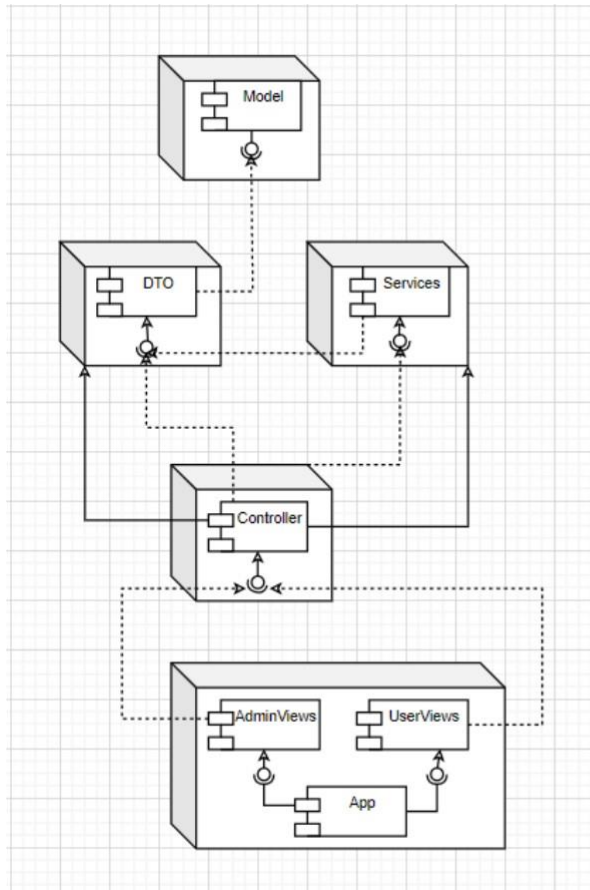 Model
DTO
Services
Controller
AdminViews
UserViews
App